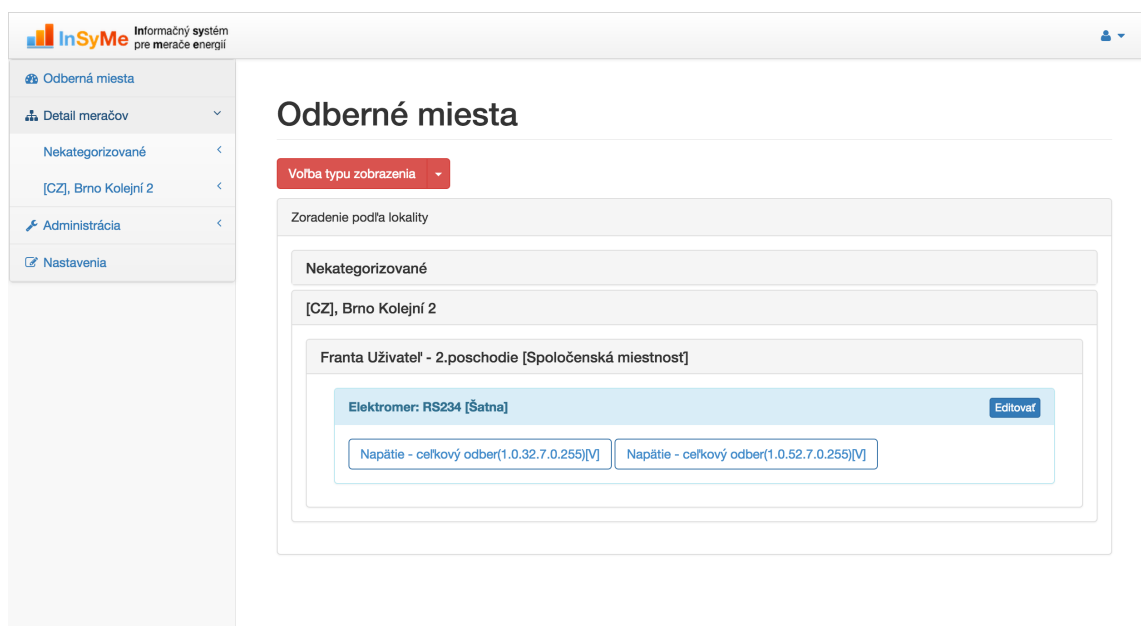 InSyMe Informačný systém
pre merače energií
Odberná miesta
Detail meračov
Nekategorizované
[CZ], Brno Kolejní 2
Administrácia
Nastavenia
Odberné miesta
Voľba typu zobrazenia
Zoradenie podľa lokality
Nekategorizované
[CZ], Brno Kolejní 2
Franta Uživateľ - 2.poschodie [Spoločenská miestnosť]
Elektromer: RS234 [Šatna] Editovať
Napätie - ceľkový odber(1.0.32.7.0.255)[V] Napätie - ceľkový odber(1.0.52.7.0.255)[V]